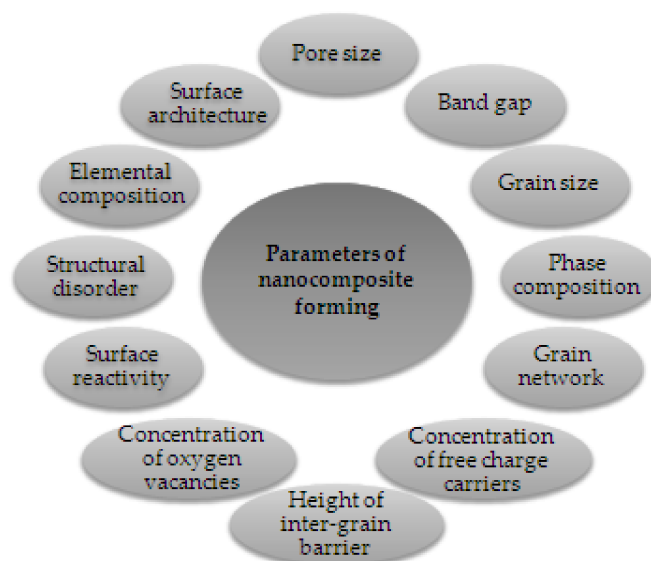 Pore size
Band gap
Grain size
Phase
composition
Grain
network
Concentration
of free charge
carriers
Height of
inter-grain
barrier
Concentration
of oxygen
vacancies
Surface
reactivity
Structural
disorder
Elemental
composition
Surface
architecture
Parameters of
nanocomposite
forming